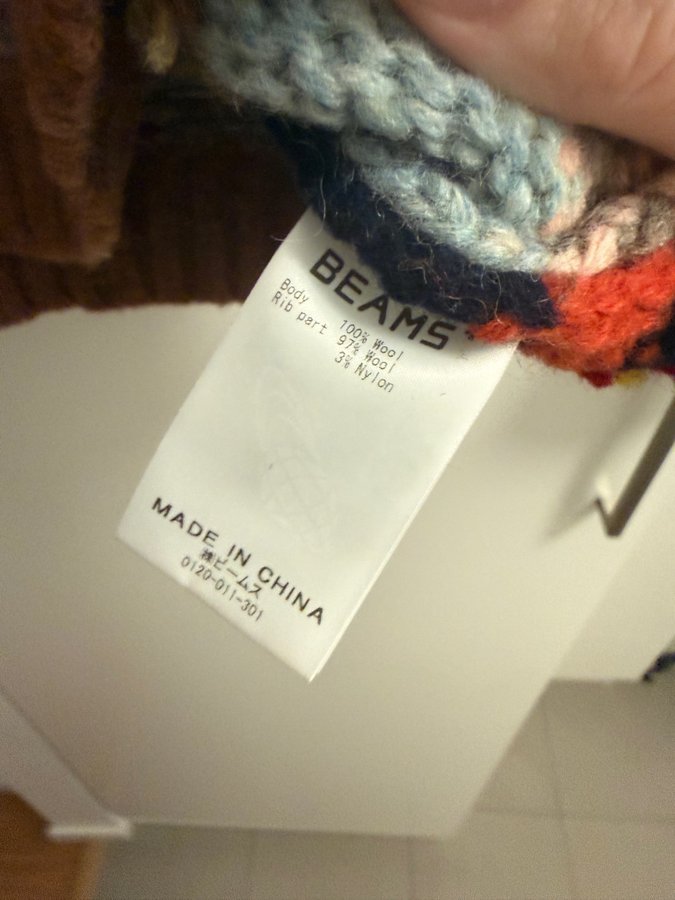 BEAMS
Body 100% Wool
Rib part 97% Wool
3% Nylon
MADE IN CHINA
㈱ビームス
0120-011-301